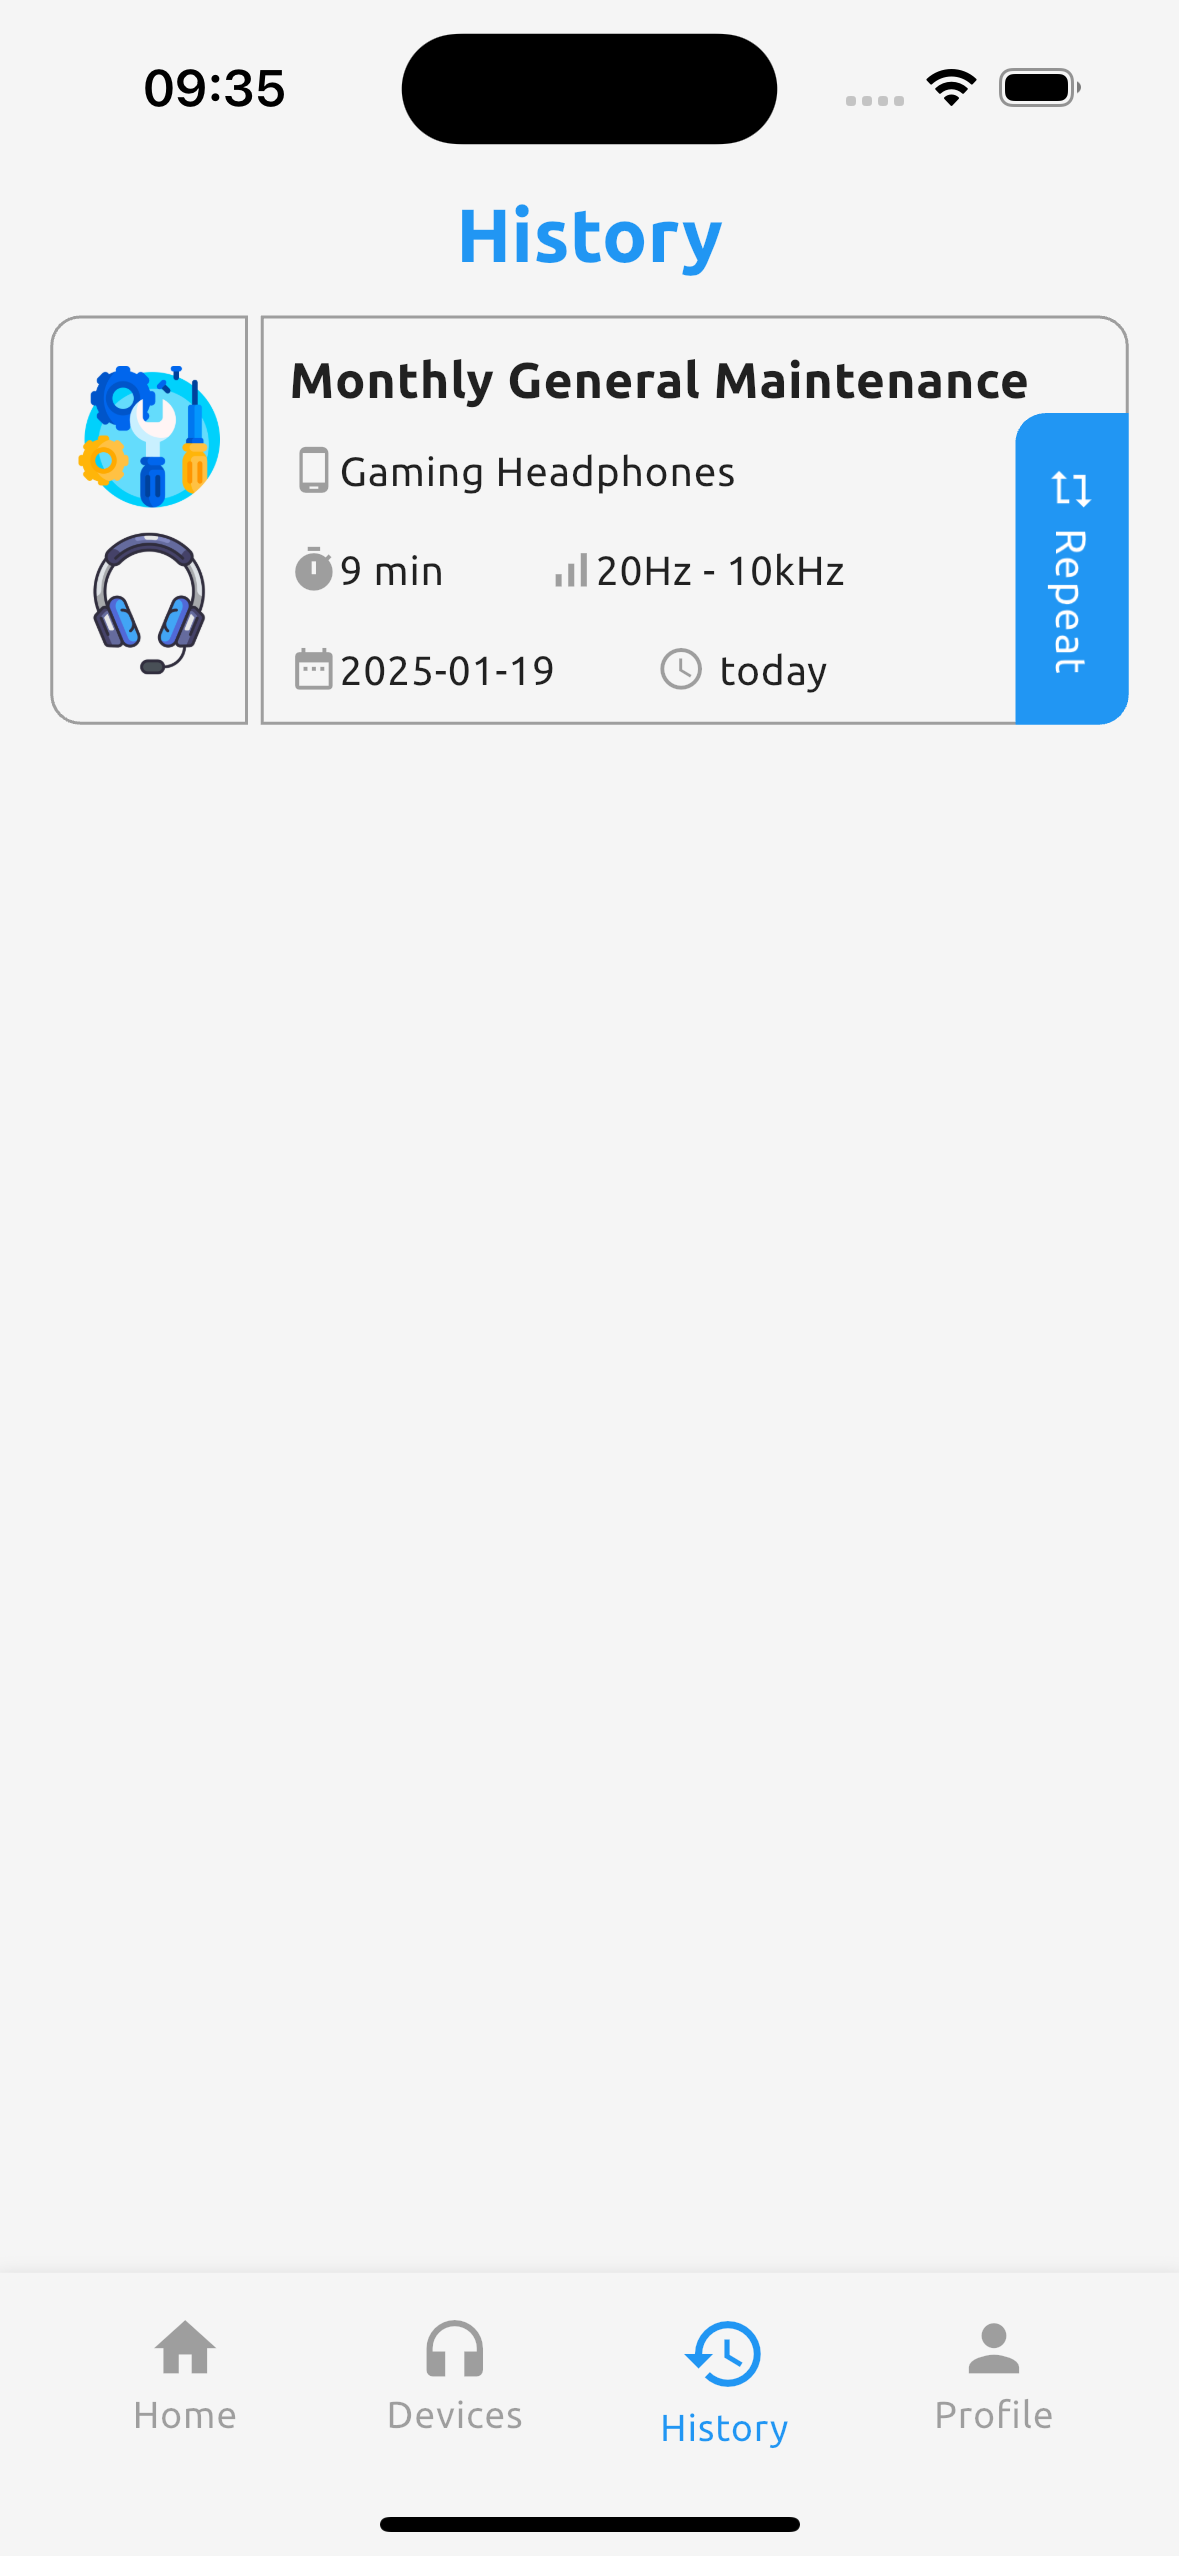 09:35
History
Monthly General Maintenance
Gaming Headphones
9 min 20Hz - 10kHz
2025-01-19 today
Repeat
Home Devices History Profile